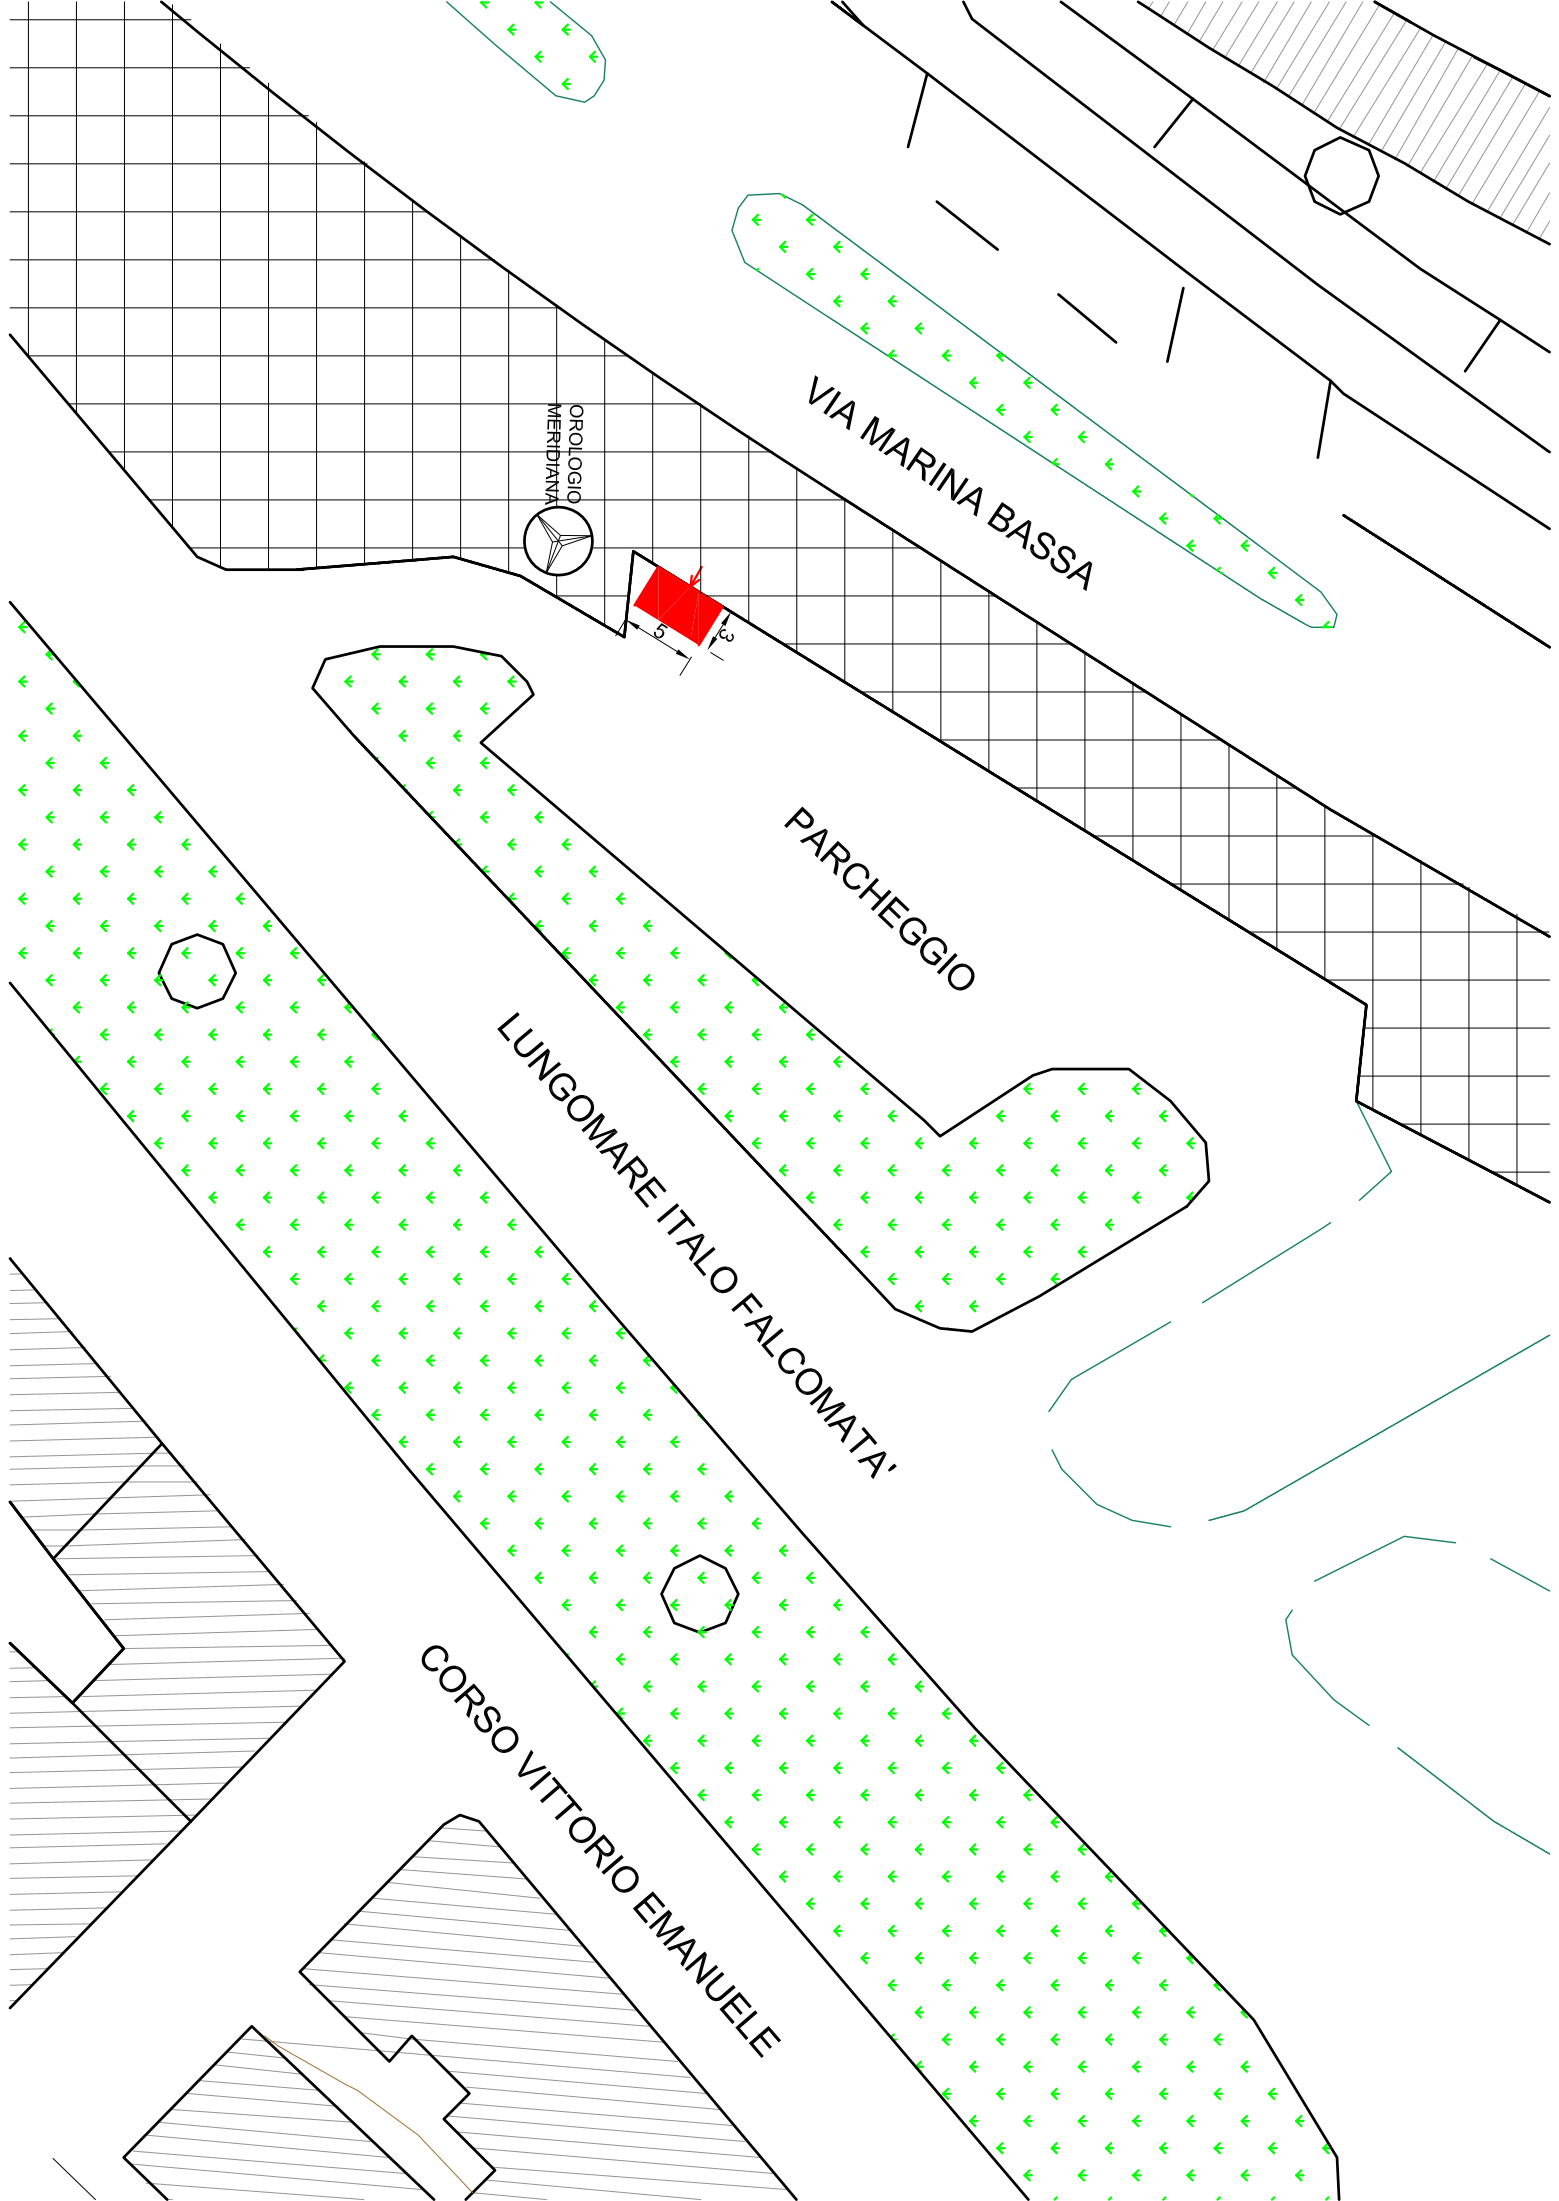 VIA MARINA BASSA
OROLOGIO
MERIDIANA
5
3
PARCHEGGIO
LUNGOMARE ITALO FALCOMATA'
CORSO VITTORIO EMANUELE